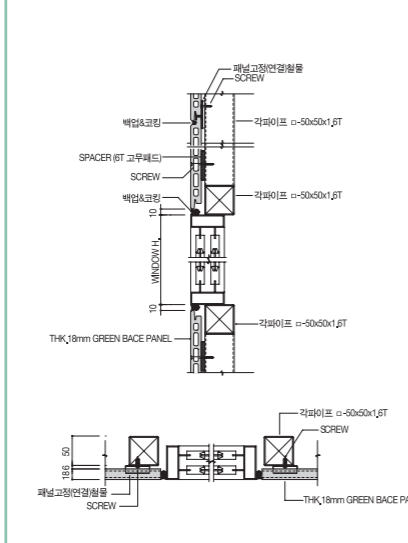 패널고정(연결)철물
SCREW
백업&코킹
각파이프 □-50x50x1.6T
SPACER (6T 고무패드)
SCREW
각파이프 □-50x50x1.6T
백업&코킹
10
WINDOW H.
10
각파이프 □-50x50x1.6T
THK.18mm GREEN BACE PANEL
각파이프 □-50x50x1.6T
SCREW
50
186
패널고정(연결)철물
SCREW
THK.18mm GREEN BACE PA